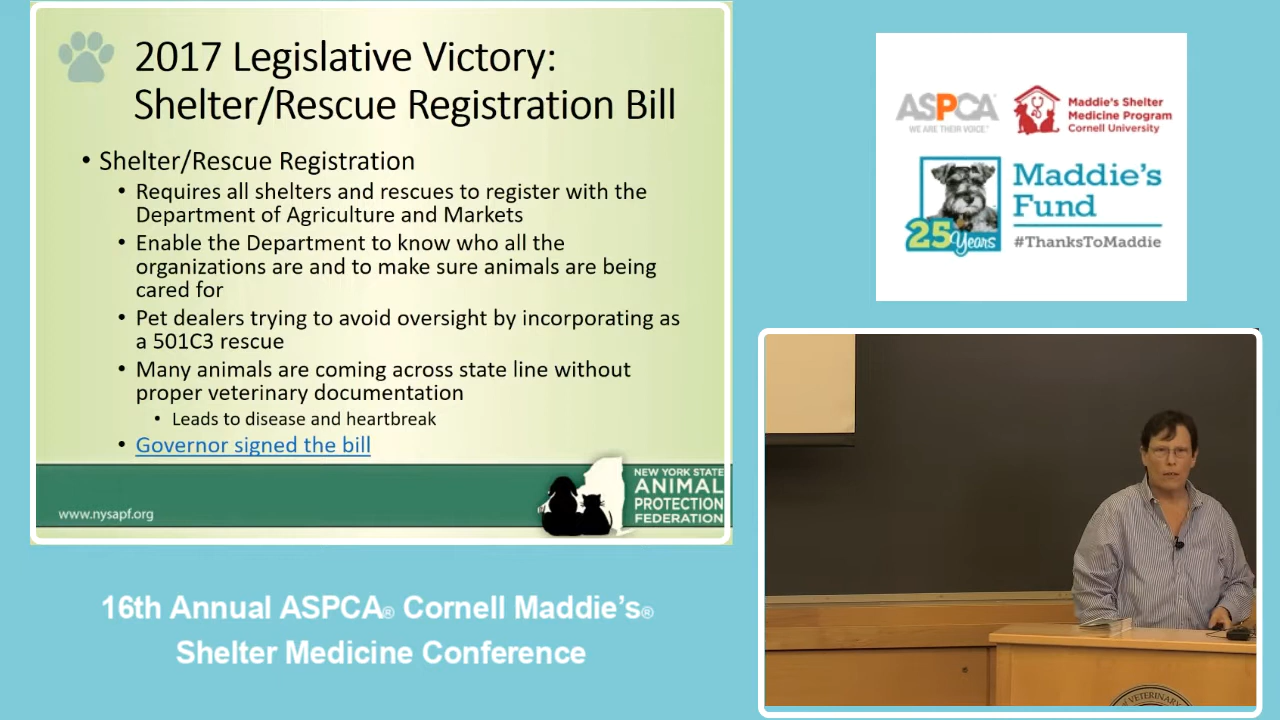 2017 Legislative Victory:
Shelter/Rescue Registration Bill
• Shelter/Rescue Registration
• Requires all shelters and rescues to register with the
Department of Agriculture and Markets
• Enable the Department to know who all the
organizations are and to make sure animals are being
cared for
• Pet dealers trying to avoid oversight by incorporating as
a 501C3 rescue
• Many animals are coming across state line without
proper veterinary documentation
• Leads to disease and heartbreak
• Governor signed the bill
www.nysapf.org
NEW YORK STATE
ANIMAL
PROTECTION
FEDERATION
16th Annual ASPCA® Cornell Maddie's®
Shelter Medicine Conference
ASPCA
WE ARE THEIR VOICE®
Maddie's Shelter
Medicine Program
Cornell University
Maddie's
Fund
25 Years
#ThanksToMaddie
VETERINARY